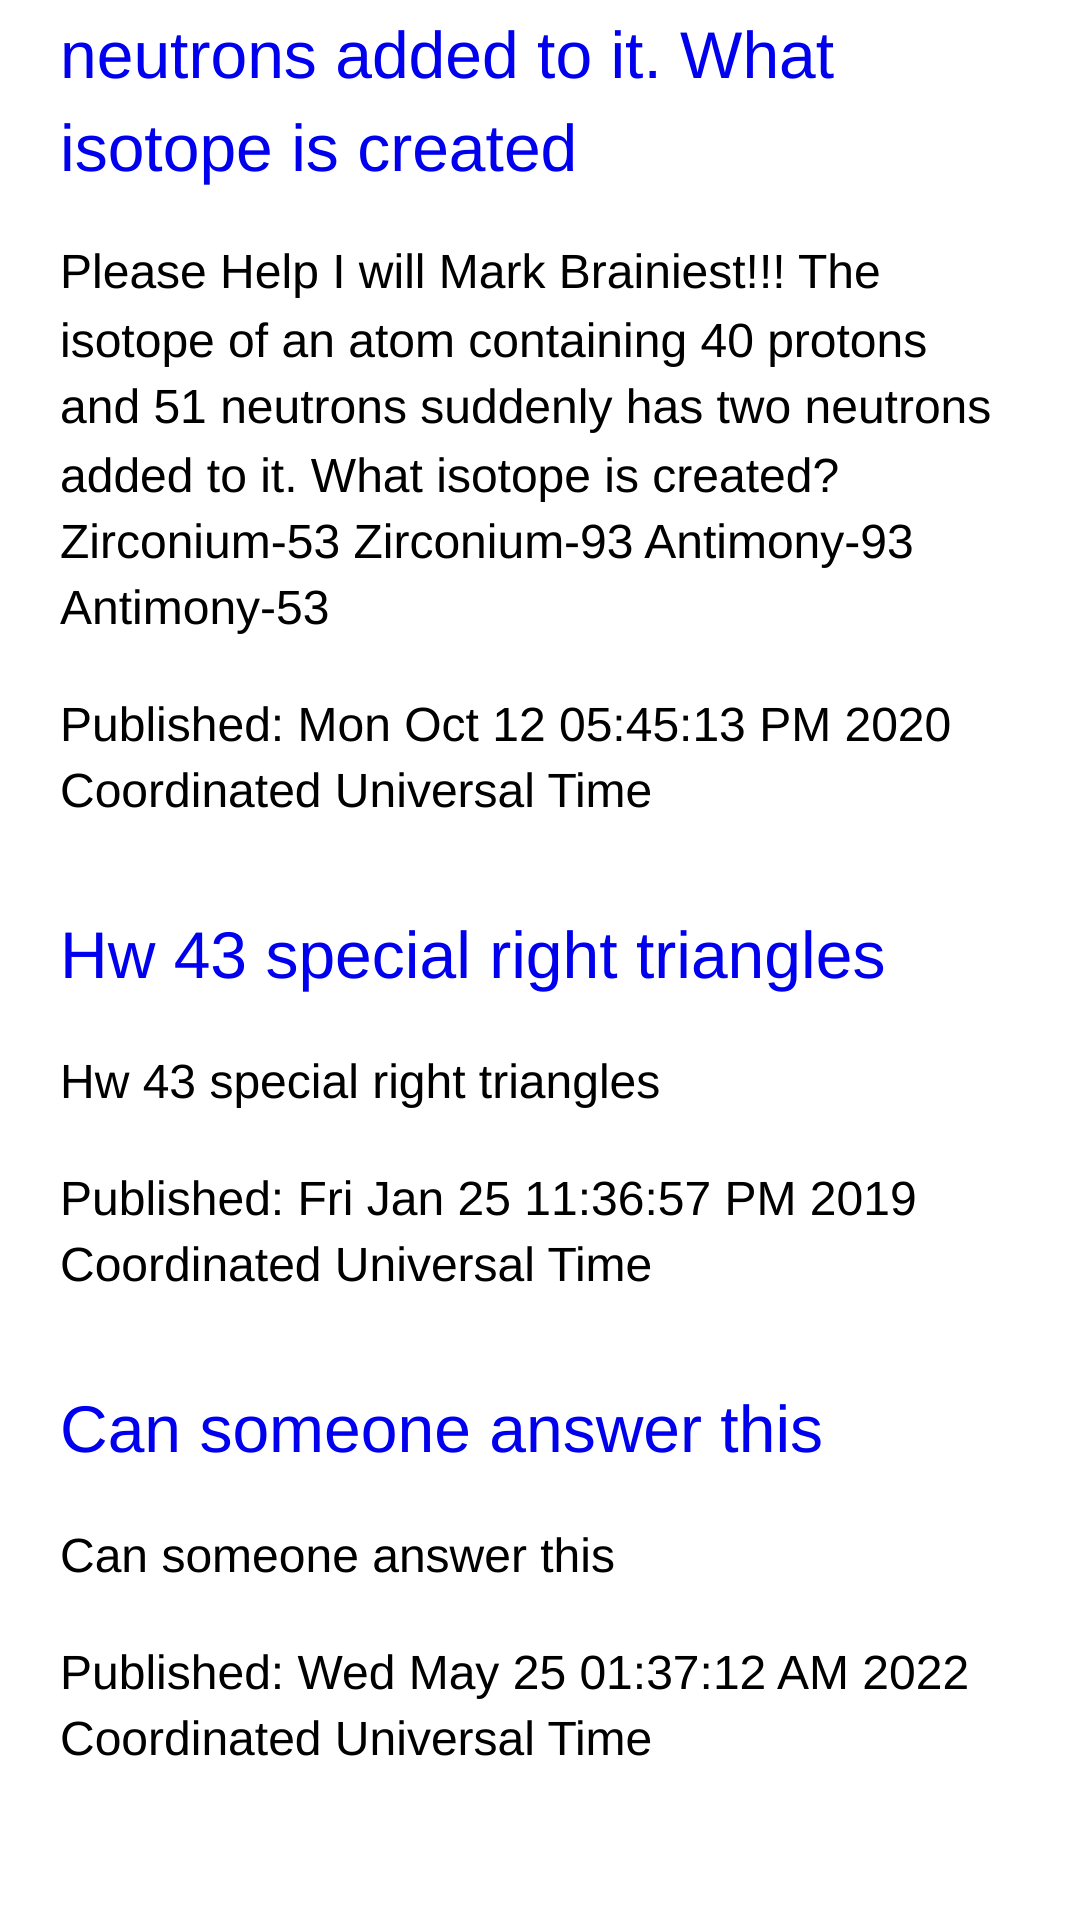 neutrons added to it. What
isotope is created
Please Help I will Mark Brainiest!!! The
isotope of an atom containing 40 protons
and 51 neutrons suddenly has two neutrons
added to it. What isotope is created?
Zirconium-53 Zirconium-93 Antimony-93
Antimony-53
Published: Mon Oct 12 05:45:13 PM 2020
Coordinated Universal Time
Hw 43 special right triangles
Hw 43 special right triangles
Published: Fri Jan 25 11:36:57 PM 2019
Coordinated Universal Time
Can someone answer this
Can someone answer this
Published: Wed May 25 01:37:12 AM 2022
Coordinated Universal Time